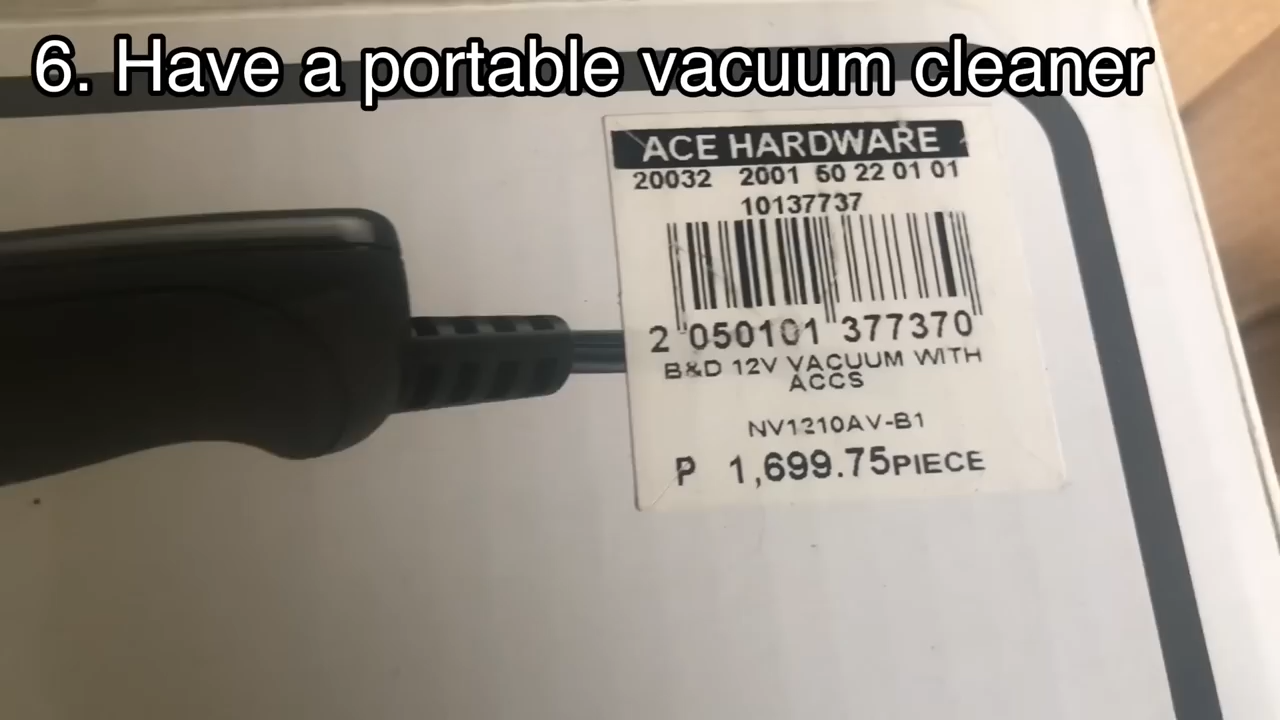 6. Have a portable vacuum cleaner
ACE HARDWARE
20032 2001 50 22 01 01
10137737
2 050101 377370
B&D 12V VACUUM WITH
ACCS
NV1210AV-B1
P 1,699.75PIECE